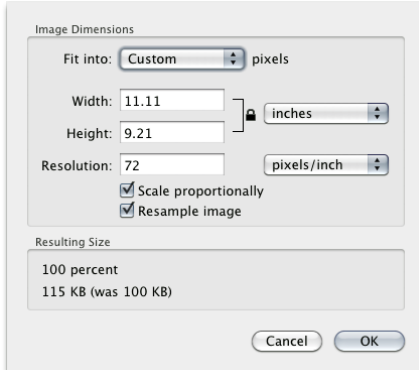 Image Dimensions
Fit into: Custom pixels
Width: 11.11
inches
Height: 9.21
Resolution: 72 pixels/inch
Scale proportionally
Resample image
Resulting Size
100 percent
115 KB (was 100 KB)
Cancel OK